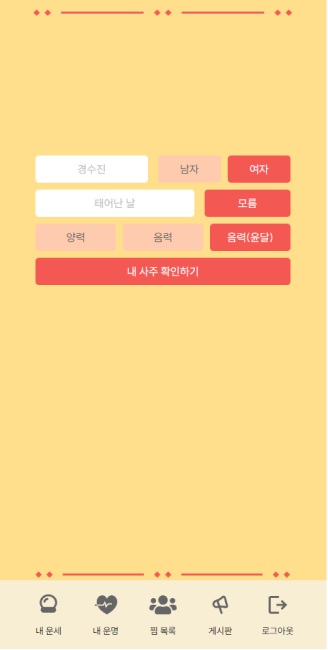 경수진 남자 여자
태어난 날 모름
양력 음력 음력(윤달)
내 사주 확인하기
내 운세 내 운명 찜 목록 게시판 로그아웃